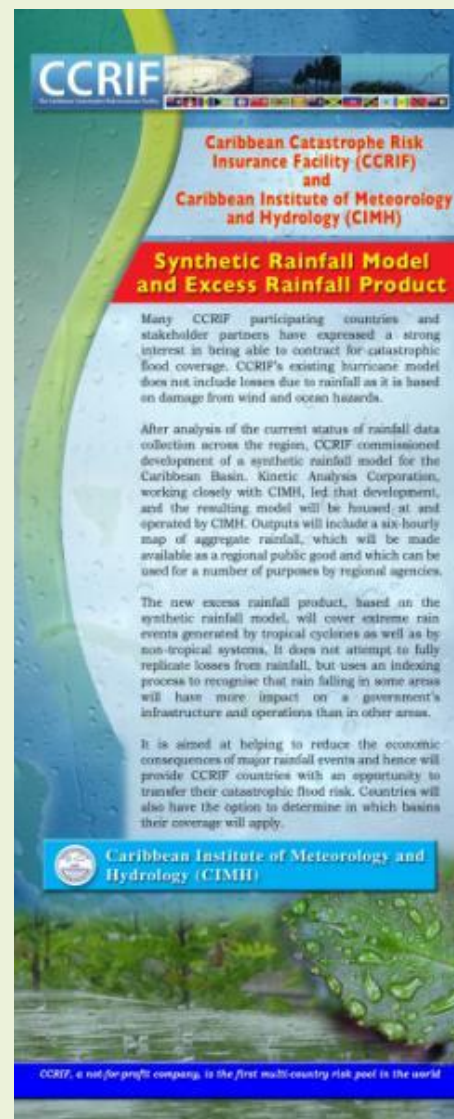 CCRIF
The Caribbean Catastrophe Risk Insurance Facility
Caribbean Catastrophe Risk
Insurance Facility (CCRIF)
and
Caribbean Institute of Meteorology
and Hydrology (CIMH)
Synthetic Rainfall Model
and Excess Rainfall Product
Many CCRIF participating countries and
stakeholder partners have expressed a strong
interest in being able to contract for catastrophic
flood coverage. CCRIF's existing hurricane model
does not include losses due to rainfall as it is based
on damage from wind and ocean hazards.
After analysis of the current status of rainfall data
collection across the region, CCRIF commissioned
development of a synthetic rainfall model for the
Caribbean Basin. Kinetic Analysis Corporation,
working closely with CIMH, led that development,
and the resulting model will be housed at and
operated by CIMH. Outputs will include a six-hourly
map of aggregate rainfall, which will be made
available as a regional public good and which can be
used for a number of purposes by regional agencies.
The new excess rainfall product, based on the
synthetic rainfall model, will cover extreme rain
events generated by tropical cyclones as well as by
non-tropical systems. It does not attempt to fully
replicate losses from rainfall, but uses an indexing
process to recognise that rain falling in some areas
will have more impact on a government's
infrastructure and operations than in other areas.
It is aimed at helping to reduce the economic
consequences of major rainfall events and hence will
provide CCRIF countries with an opportunity to
transfer their catastrophic flood risk. Countries will
also have the option to determine in which basins
their coverage will apply.
Caribbean Institute of Meteorology and
Hydrology (CIMH)
CCRIF, a not-for-profit company, is the first multi-country risk pool in the world